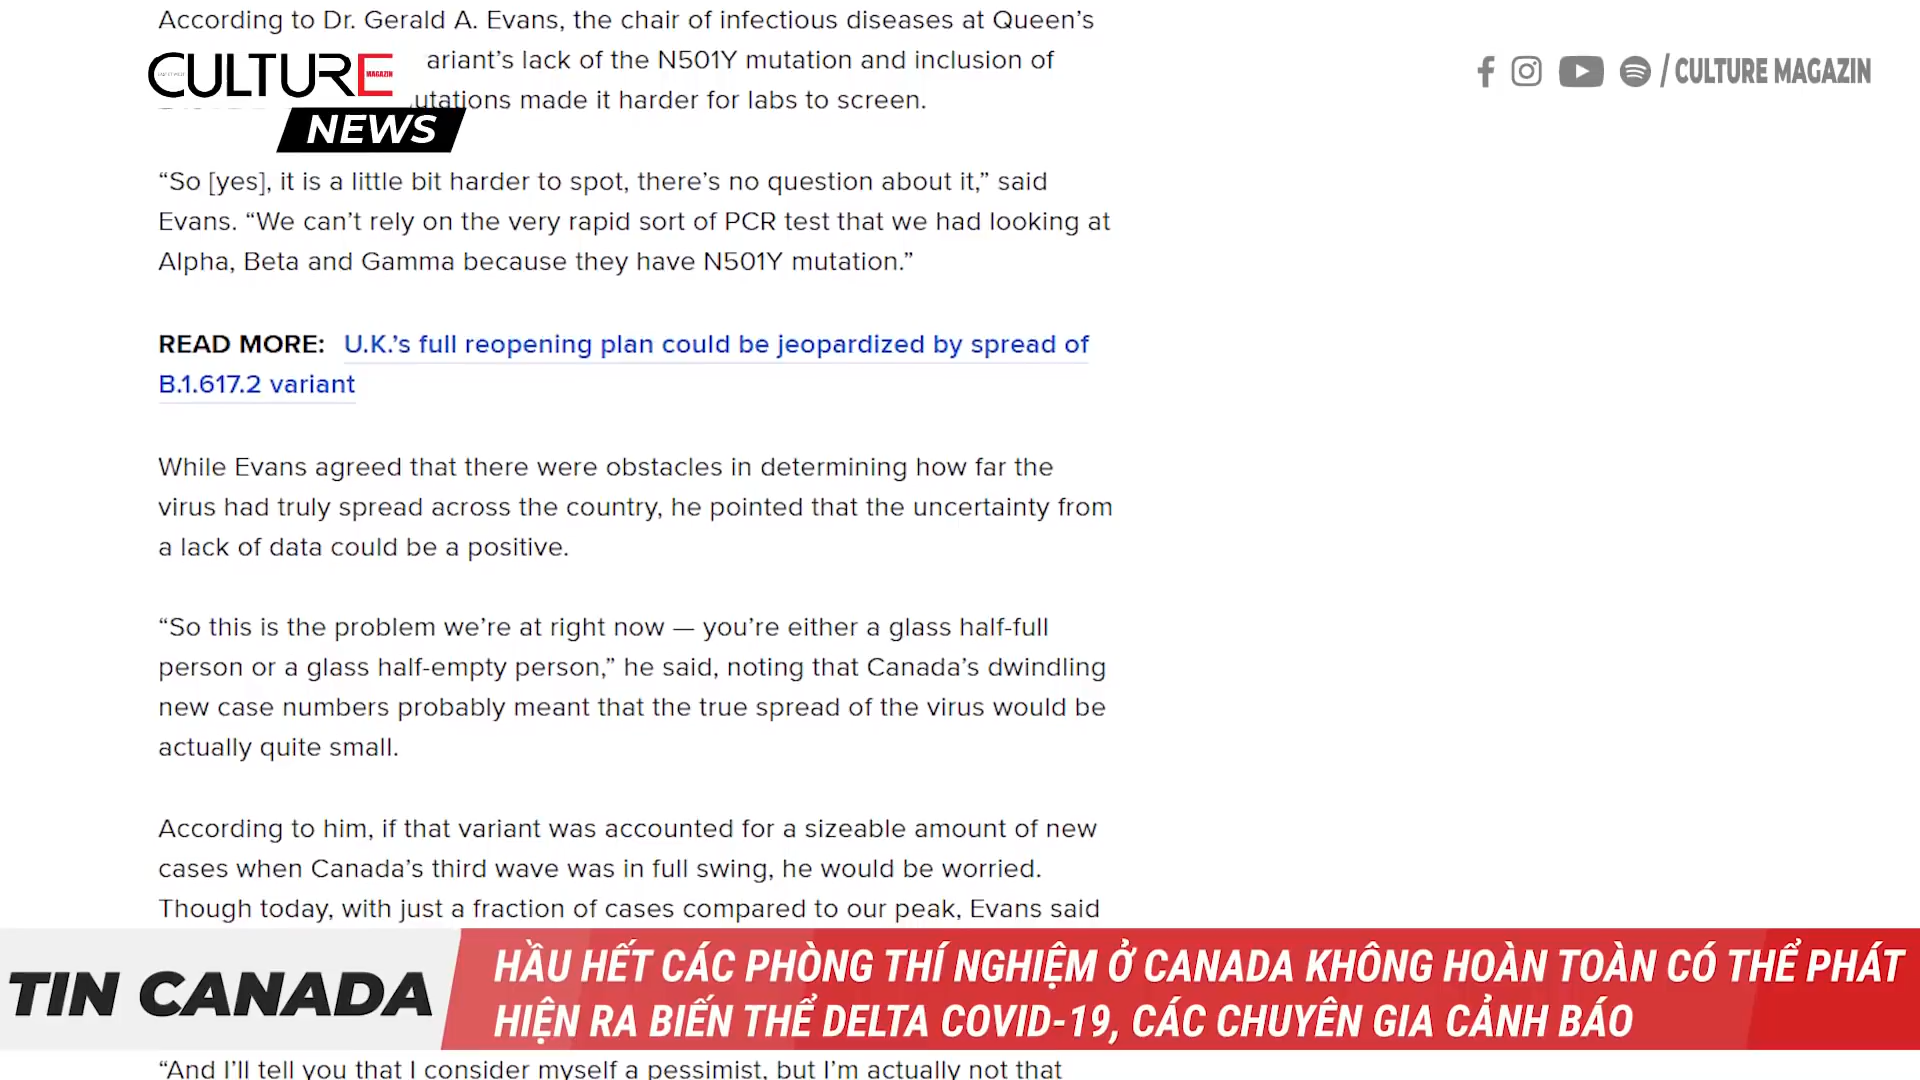 According to Dr. Gerald A. Evans, the chair of infectious diseases at Queen’s
ariant’s lack of the N501Y mutation and inclusion of
utations made it harder for labs to screen.
CULTURE
MAGAZIN
NEWS
/ CULTURE MAGAZIN
“So [yes], it is a little bit harder to spot, there’s no question about it,” said
Evans. “We can’t rely on the very rapid sort of PCR test that we had looking at
Alpha, Beta and Gamma because they have N501Y mutation.”
READ MORE: U.K.’s full reopening plan could be jeopardized by spread of
B.1.617.2 variant
While Evans agreed that there were obstacles in determining how far the
virus had truly spread across the country, he pointed that the uncertainty from
a lack of data could be a positive.
“So this is the problem we’re at right now — you’re either a glass half-full
person or a glass half-empty person,” he said, noting that Canada’s dwindling
new case numbers probably meant that the true spread of the virus would be
actually quite small.
According to him, if that variant was accounted for a sizeable amount of new
cases when Canada’s third wave was in full swing, he would be worried.
Though today, with just a fraction of cases compared to our peak, Evans said
TIN CANADA
HẦU HẾT CÁC PHÒNG THÍ NGHIỆM Ở CANADA KHÔNG HOÀN TOÀN CÓ THỂ PHÁT
HIỆN RA BIẾN THỂ DELTA COVID-19, CÁC CHUYÊN GIA CẢNH BÁO
“And I’ll tell you that I consider myself a pessimist, but I’m actually not that